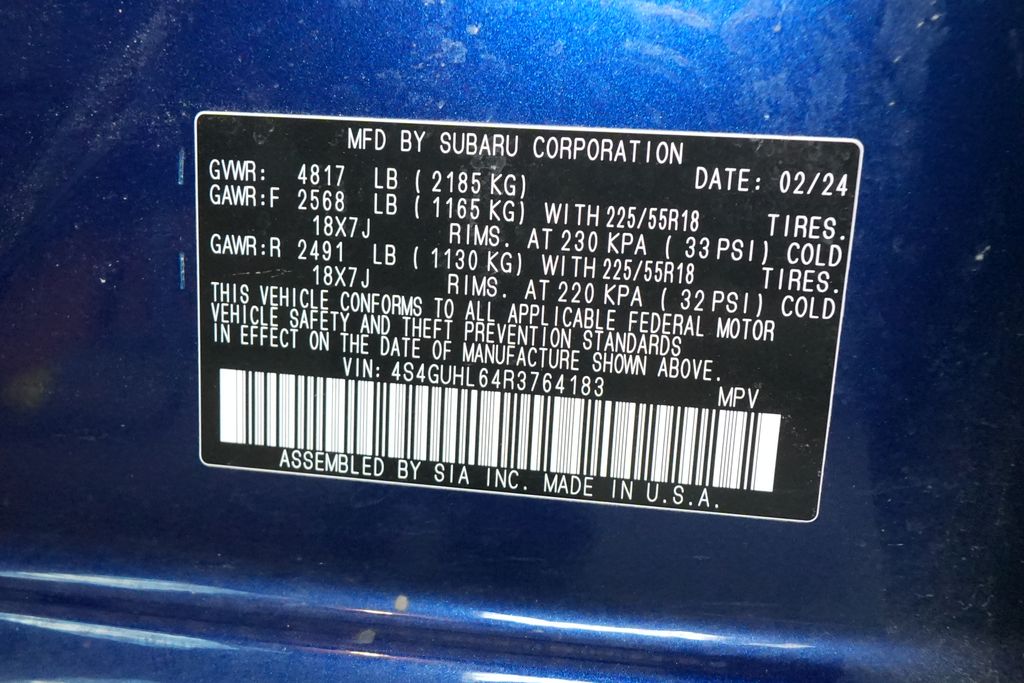 MFD BY SUBARU CORPORATION
GVWR: 4817 LB ( 2185 KG) DATE: 02/24
GAWR:F 2568 LB ( 1165 KG) WITH 225/55R18 TIRES.
18X7J RIMS. AT 230 KPA ( 33 PSI) COLD
GAWR:R 2491 LB ( 1130 KG) WITH 225/55R18 TIRES.
18X7J RIMS. AT 220 KPA ( 32 PSI) COLD
THIS VEHICLE CONFORMS TO ALL APPLICABLE FEDERAL MOTOR
VEHICLE SAFETY AND THEFT PREVENTION STANDARDS
IN EFFECT ON THE DATE OF MANUFACTURE SHOWN ABOVE.
VIN: 4S4GUHL64R3764183 MPV
ASSEMBLED BY SIA INC. MADE IN U.S.A.